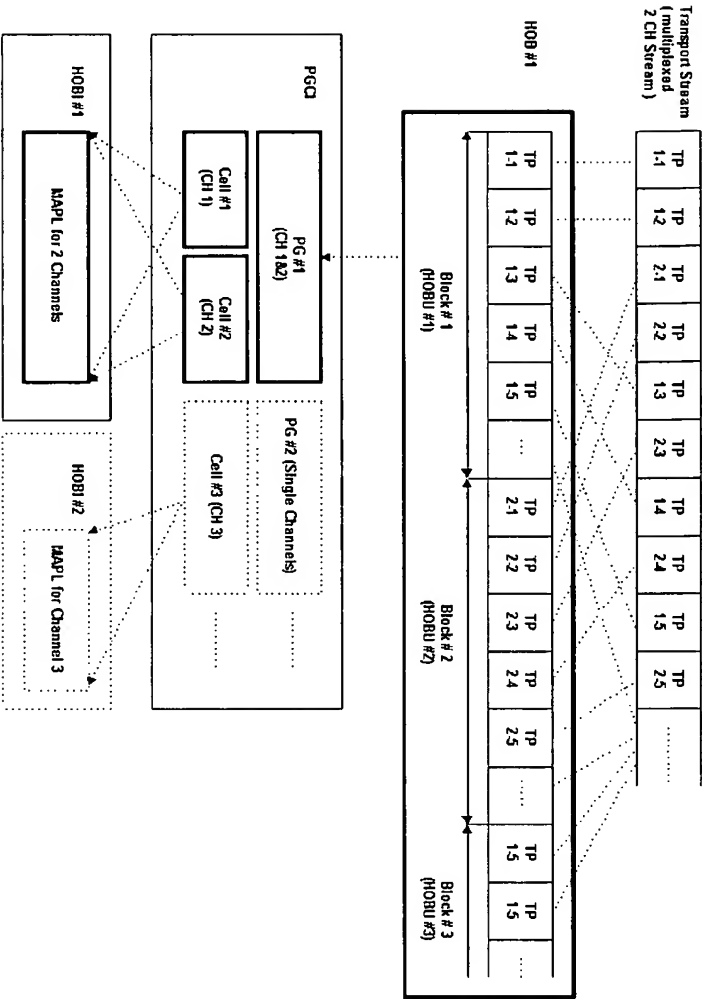 Transport Stream
( multiplexed
2 CH Stream )
TP
1-1
TP
1-2
TP
2-1
TP
2-2
TP
1-3
TP
2-3
TP
1-4
TP
2-4
TP
1-5
TP
2-5
.........
HOB #1
TP
1-1
TP
1-2
TP
1-3
TP
1-4
TP
1-5
....
TP
2-1
TP
2-2
TP
2-3
TP
2-4
TP
2-5
....
TP
1-5
TP
1-5
....
Block # 1
(HOBU #1)
Block # 2
(HOBU #2)
Block # 3
(HOBU #3)
PGCI
PG #1
(CH 1&2)
PG #2 (Single Channels)
.........
Cell #1
(CH 1)
Cell #2
(CH 2)
Cell #3 (CH 3)
.........
HOBI #1
MAPL for 2 Channels
HOBI #2
MAPL for Channel 3